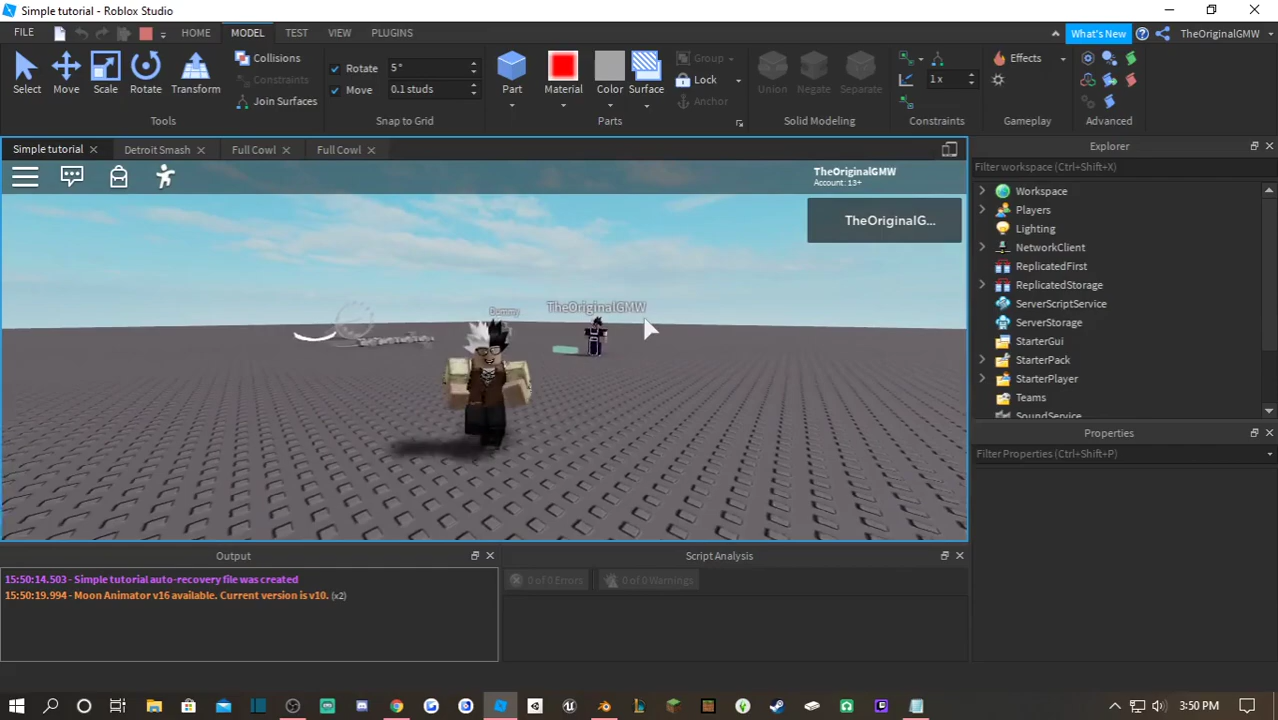 Simple tutorial - Roblox Studio
FILE
HOME
MODEL
TEST
VIEW
PLUGINS
What's New
TheOriginalGMW
Select
Move
Scale
Rotate
Transform
Tools
Collisions
Constraints
Join Surfaces
Rotate
5°
Move
0.1 studs
Snap to Grid
Part
Material
Color
Surface
Group
Lock
Anchor
Parts
Union
Negate
Separate
Solid Modeling
1 x
Constraints
Effects
Gameplay
Advanced
Simple tutorial
Detroit Smash
Full Cowl
Full Cowl
TheOriginalGMW
Account: 13+
TheOriginalG...
Dummy
TheOriginalGMW
Explorer
Filter workspace (Ctrl+Shift+X)
Workspace
Players
Lighting
NetworkClient
ReplicatedFirst
ReplicatedStorage
ServerScriptService
ServerStorage
StarterGui
StarterPack
StarterPlayer
Teams
SoundService
Properties
Filter Properties (Ctrl+Shift+P)
Output
15:50:14.503 - Simple tutorial auto-recovery file was created
15:50:19.994 - Moon Animator v16 available. Current version is v10. (x2)
Script Analysis
0 of 0 Errors
0 of 0 Warnings
3:50 PM